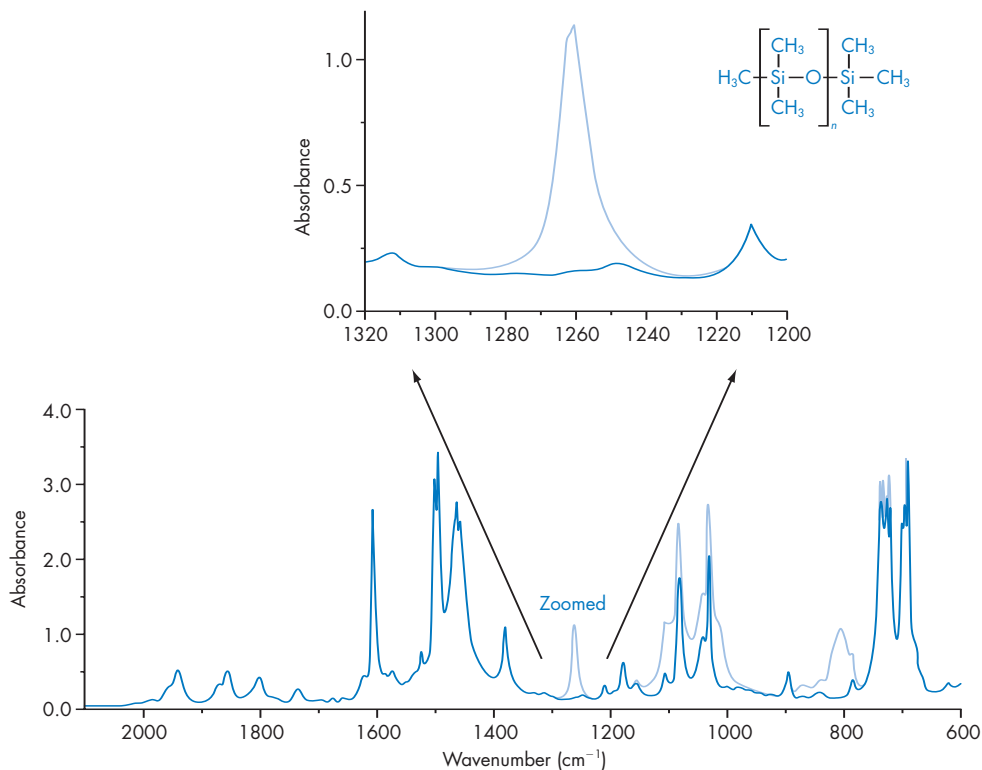 1.0
0.5
0.0
Absorbance
1320 1300 1280 1260 1240 1220 1200
CH3 CH3
H3C Si O Si CH3
CH3 CH3
n
4.0
3.0
2.0
1.0
0.0
Absorbance
Zoomed
2000 1800 1600 1400 1200 1000 800 600
Wavenumber (cm−1)